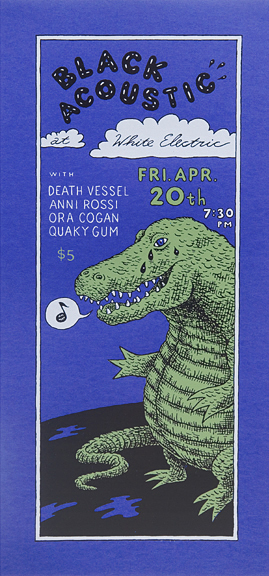 BLACK
ACOUSTIC
at White Electric
WITH
DEATH VESSEL
ANNI ROSSI
ORA COGAN
QUAKY GUM
$5
FRI. APR.
20th
7:30
PM